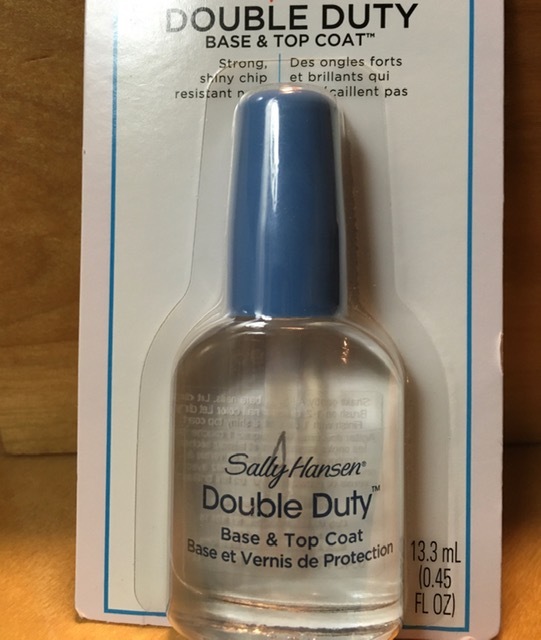 DOUBLE DUTY
BASE & TOP COAT™
Strong,
shiny chip
resistant
Des ongles forts
et brillants qui
pas
Sally Hansen®
Double Duty™
Base & Top Coat
Base et Vernis de Protection
13.3 mL
(0.45
FL OZ)